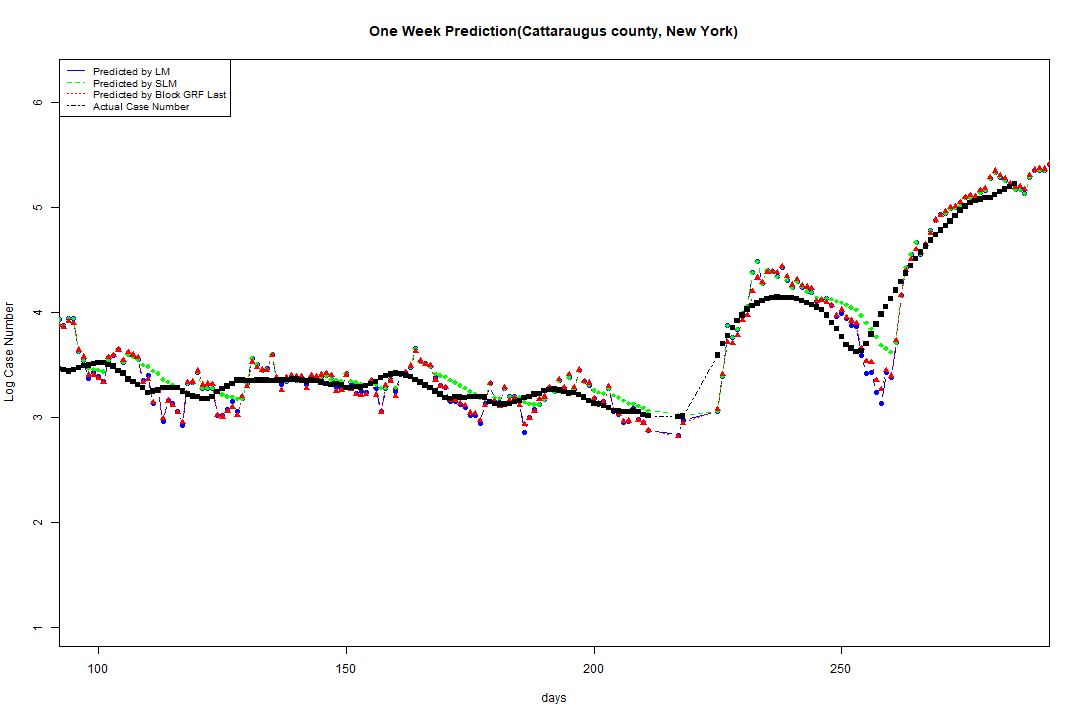 One Week Prediction(Cattaraugus county, New York)
Predicted by LM
Predicted by SLM
Predicted by Block GRF Last
Actual Case Number
6
5
4
3
2
1
Log Case Number
100 150 200 250
days